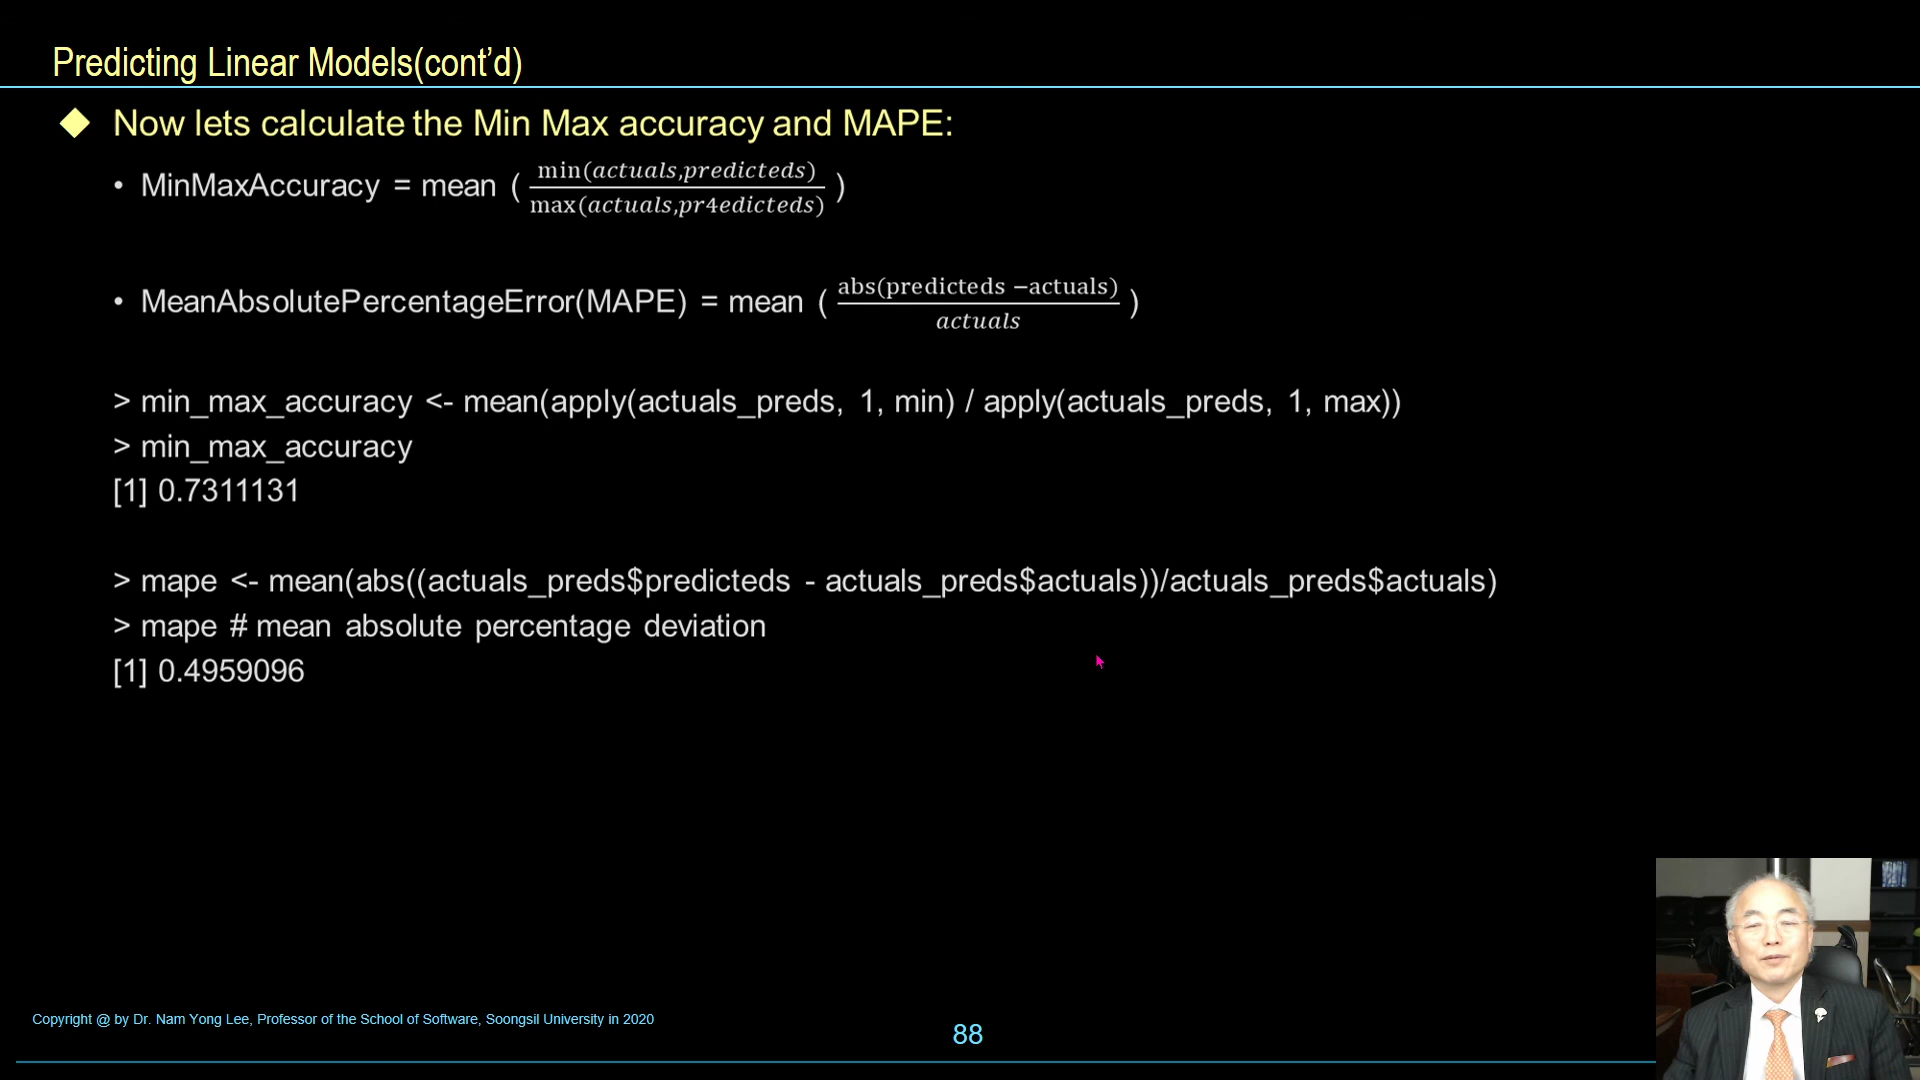 Predicting Linear Models(cont’d)
◆ Now lets calculate the Min Max accuracy and MAPE:
• MinMaxAccuracy = mean ( min(actuals,predicteds) / max(actuals,pr4edicteds) )
• MeanAbsolutePercentageError(MAPE) = mean ( abs(predicteds −actuals) / actuals )
> min_max_accuracy <- mean(apply(actuals_preds, 1, min) / apply(actuals_preds, 1, max))
> min_max_accuracy
[1] 0.7311131
> mape <- mean(abs((actuals_preds$predicteds - actuals_preds$actuals))/actuals_preds$actuals)
> mape # mean absolute percentage deviation
[1] 0.4959096
Copyright @ by Dr. Nam Yong Lee, Professor of the School of Software, Soongsil University in 2020
88